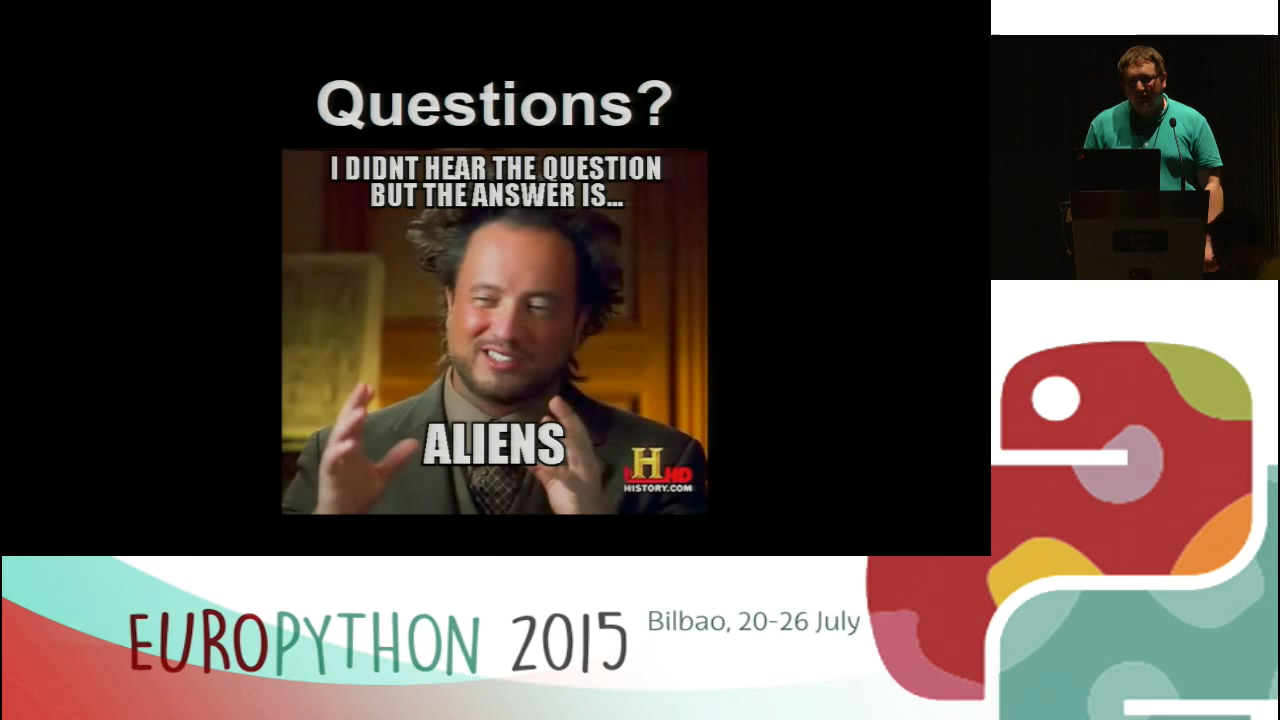 Questions?
I DIDNT HEAR THE QUESTION
BUT THE ANSWER IS...
ALIENS
H HD
HISTORY.COM
EUROPYTHON 2015
Bilbao, 20-26 July